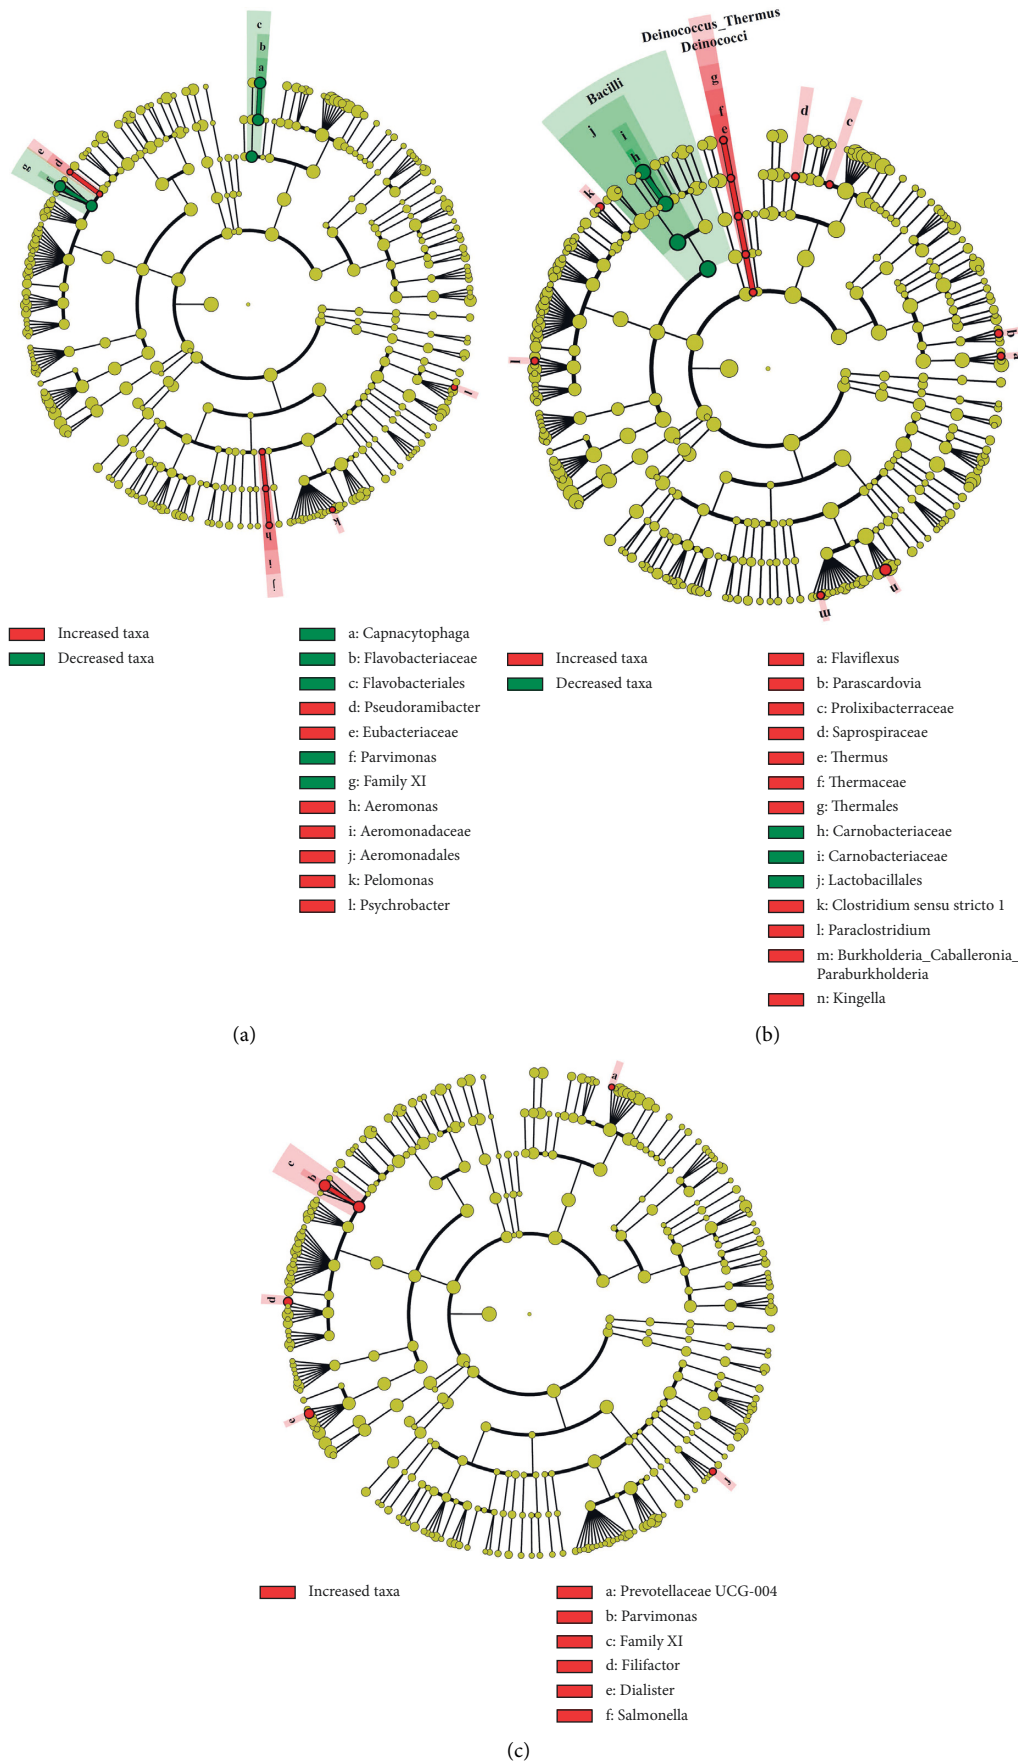 c
b
a
e
d
g
f
l
k
h
i
j
Increased taxa
Decreased taxa
a: Capnacytophaga
b: Flavobacteriaceae
c: Flavobacteriales
d: Pseudoramibacter
e: Eubacteriaceae
f: Parvimonas
g: Family XI
h: Aeromonas
i: Aeromonadaceae
j: Aeromonadales
k: Pelomonas
l: Psychrobacter
(a)
Deinococcus_Thermus
Deinococci
Bacilli
g
f
e
j
i
h
d
c
k
b
a
l
n
m
Increased taxa
Decreased taxa
a: Flaviflexus
b: Parascardovia
c: Prolixibacterraceae
d: Saprospiraceae
e: Thermus
f: Thermaceae
g: Thermales
h: Carnobacteriaceae
i: Carnobacteriaceae
j: Lactobacillales
k: Clostridium sensu stricto 1
l: Paraclostridium
m: Burkholderia_Caballeronia_
Paraburkholderia
n: Kingella
(b)
a
c
b
d
e
f
Increased taxa
a: Prevotellaceae UCG-004
b: Parvimonas
c: Family XI
d: Filifactor
e: Dialister
f: Salmonella
(c)